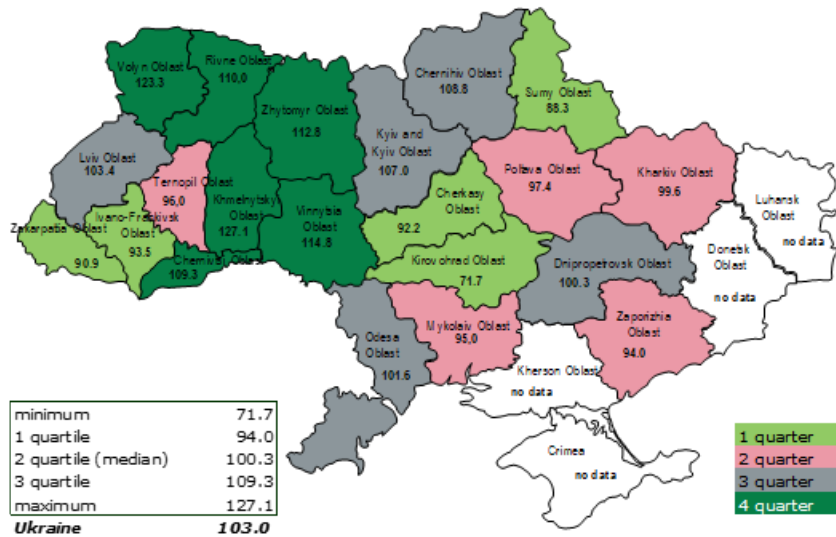 Volyn Oblast
123.3
Rivne Oblast
110,0
Zhytomyr Oblast
112.8
Kyiv and
Kyiv Oblast
107.0
Chernihiv Oblast
108.8
Sumy Oblast
88.3
Lviv Oblast
103.4
Ternopil Oblast
96,0
Khmelnytsky
Oblast
127.1
Vinnytsia
Oblast
114.8
Cherkasy
Oblast
92.2
Poltava Oblast
97.4
Kharkiv Oblast
99.6
Luhansk
Oblast
no data
Zakarpatia Oblast
90.9
Ivano-Frankivsk
Oblast
93.5
Chernivtsi Oblast
109.3
Kirovohrad Oblast
71.7
Dnipropetrovsk Oblast
100.3
Donetsk
Oblast
no data
Odesa
Oblast
101.6
Mykolaiv Oblast
95,0
Zaporizhia
Oblast
94.0
Kherson Oblast
no data
Crimea
no data
minimum 71.7
1 quartile 94.0
2 quartile (median) 100.3
3 quartile 109.3
maximum 127.1
Ukraine 103.0
1 quarter
2 quarter
3 quarter
4 quarter